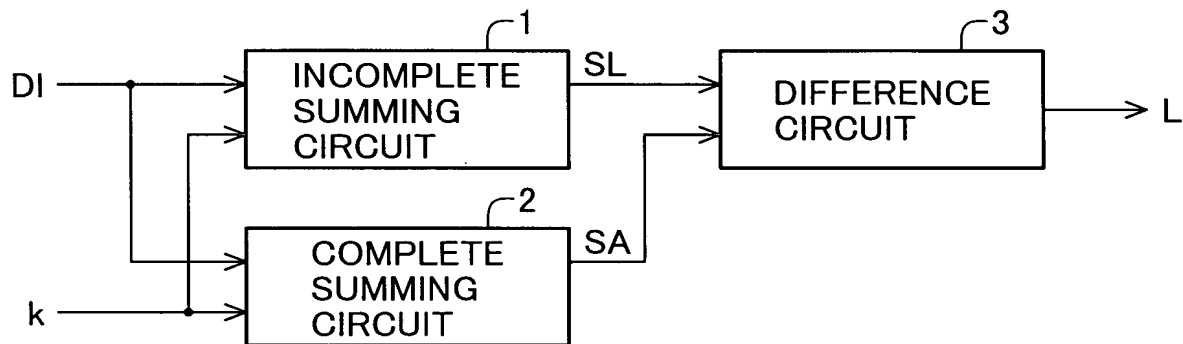 1
3
DI
INCOMPLETE
SUMMING
CIRCUIT
SL
DIFFERENCE
CIRCUIT
L
2
COMPLETE
SUMMING
CIRCUIT
SA
k